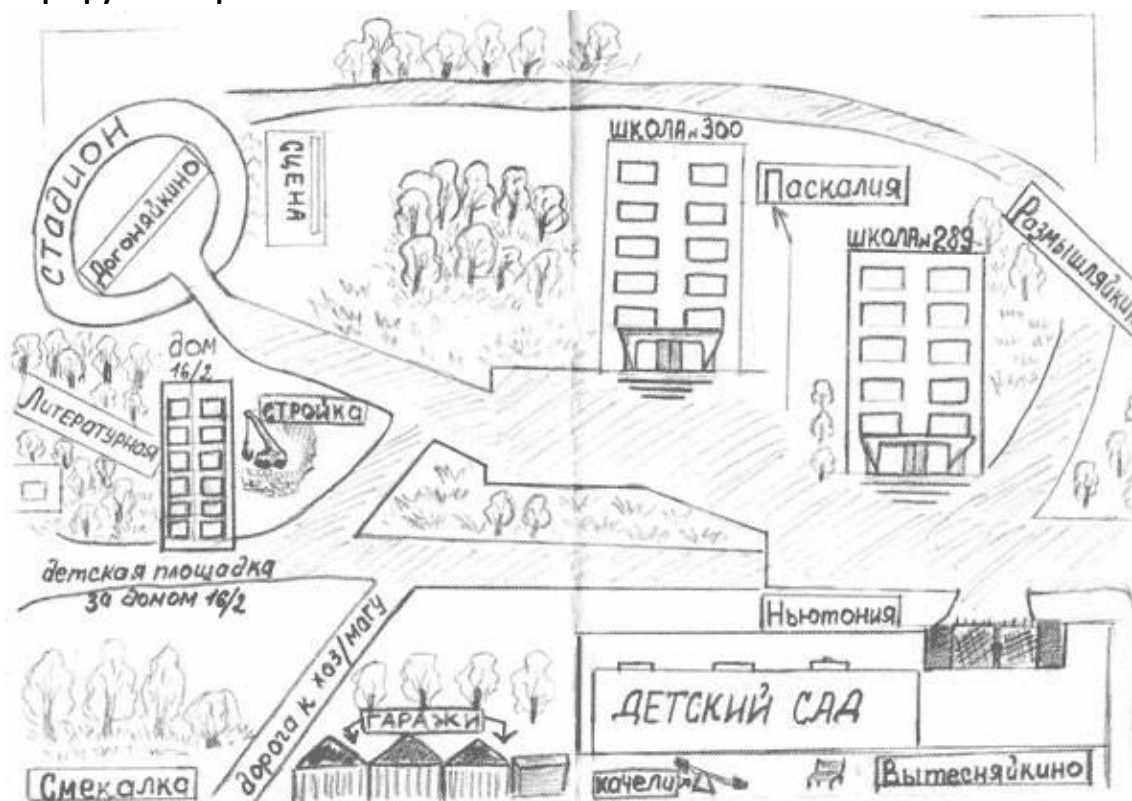 ШКОЛА № 300
СТАДИОН
Догоняйкино
СЦЕНА
Паскалия
Размышляйкин
ШКОЛА № 289
дом
16/2
Литературная
СТРОЙКА
детская площадка
за домом 16/2
Ньютония
дорога к хоз/магу
ДЕТСКИЙ САД
ГАРАЖИ
Смекалка
качели
Вытесняйкино